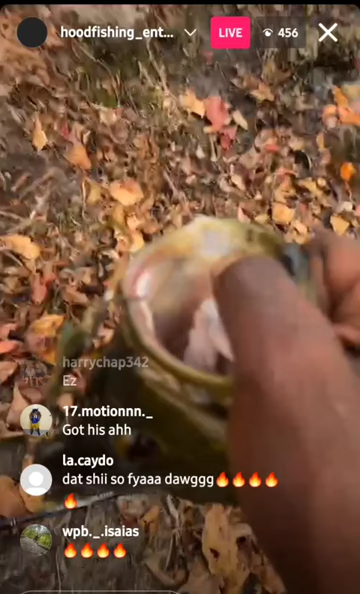 hoodfishing_ent...
LIVE
456
harrychap342
Ez
17.motionnn._
Got his ahh
la.caydo
dat shii so fyaaa dawggg🔥🔥🔥🔥
🔥
wpb._.isaias
🔥🔥🔥🔥